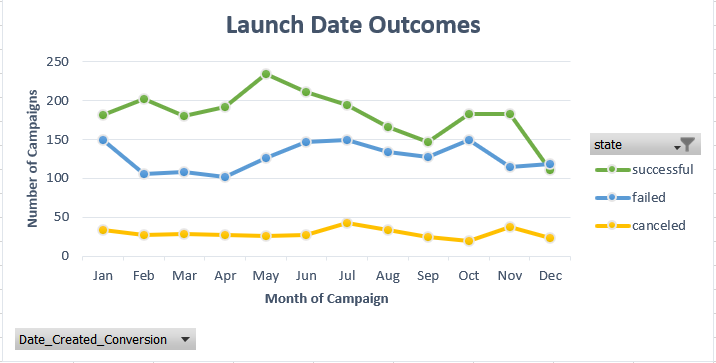 Launch Date Outcomes
Number of Campaigns
250
200
150
100
50
0
Jan Feb Mar Apr May Jun Jul Aug Sep Oct Nov Dec
Month of Campaign
state
successful
failed
canceled
Date_Created_Conversion